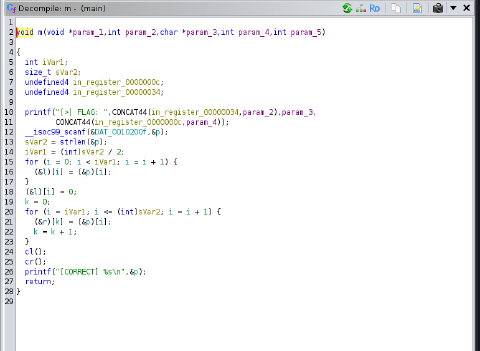 Decompile: m - (main)
Ro
1
2 void m(void *param_1,int param_2,char *param_3,int param_4,int param_5)
3
4 {
5 int iVar1;
6 size_t sVar2;
7 undefined4 in_register_0000000c;
8 undefined4 in_register_00000034;
9
10 printf("[>] FLAG: ",CONCAT44(in_register_00000034,param_2),param_3,
11 CONCAT44(in_register_0000000c,param_4));
12 __isoc99_scanf(&DAT_0010200f,&p);
13 sVar2 = strlen(&p);
14 iVar1 = (int)sVar2 / 2;
15 for (i = 0; i < iVar1; i = i + 1) {
16 (&l)[i] = (&p)[i];
17 }
18 (&l)[i] = 0;
19 k = 0;
20 for (i = iVar1; i <= (int)sVar2; i = i + 1) {
21 (&r)[k] = (&p)[i];
22 k = k + 1;
23 }
24 cl();
25 cr();
26 printf("[CORRECT] %s\n",&p);
27 return;
28 }
29